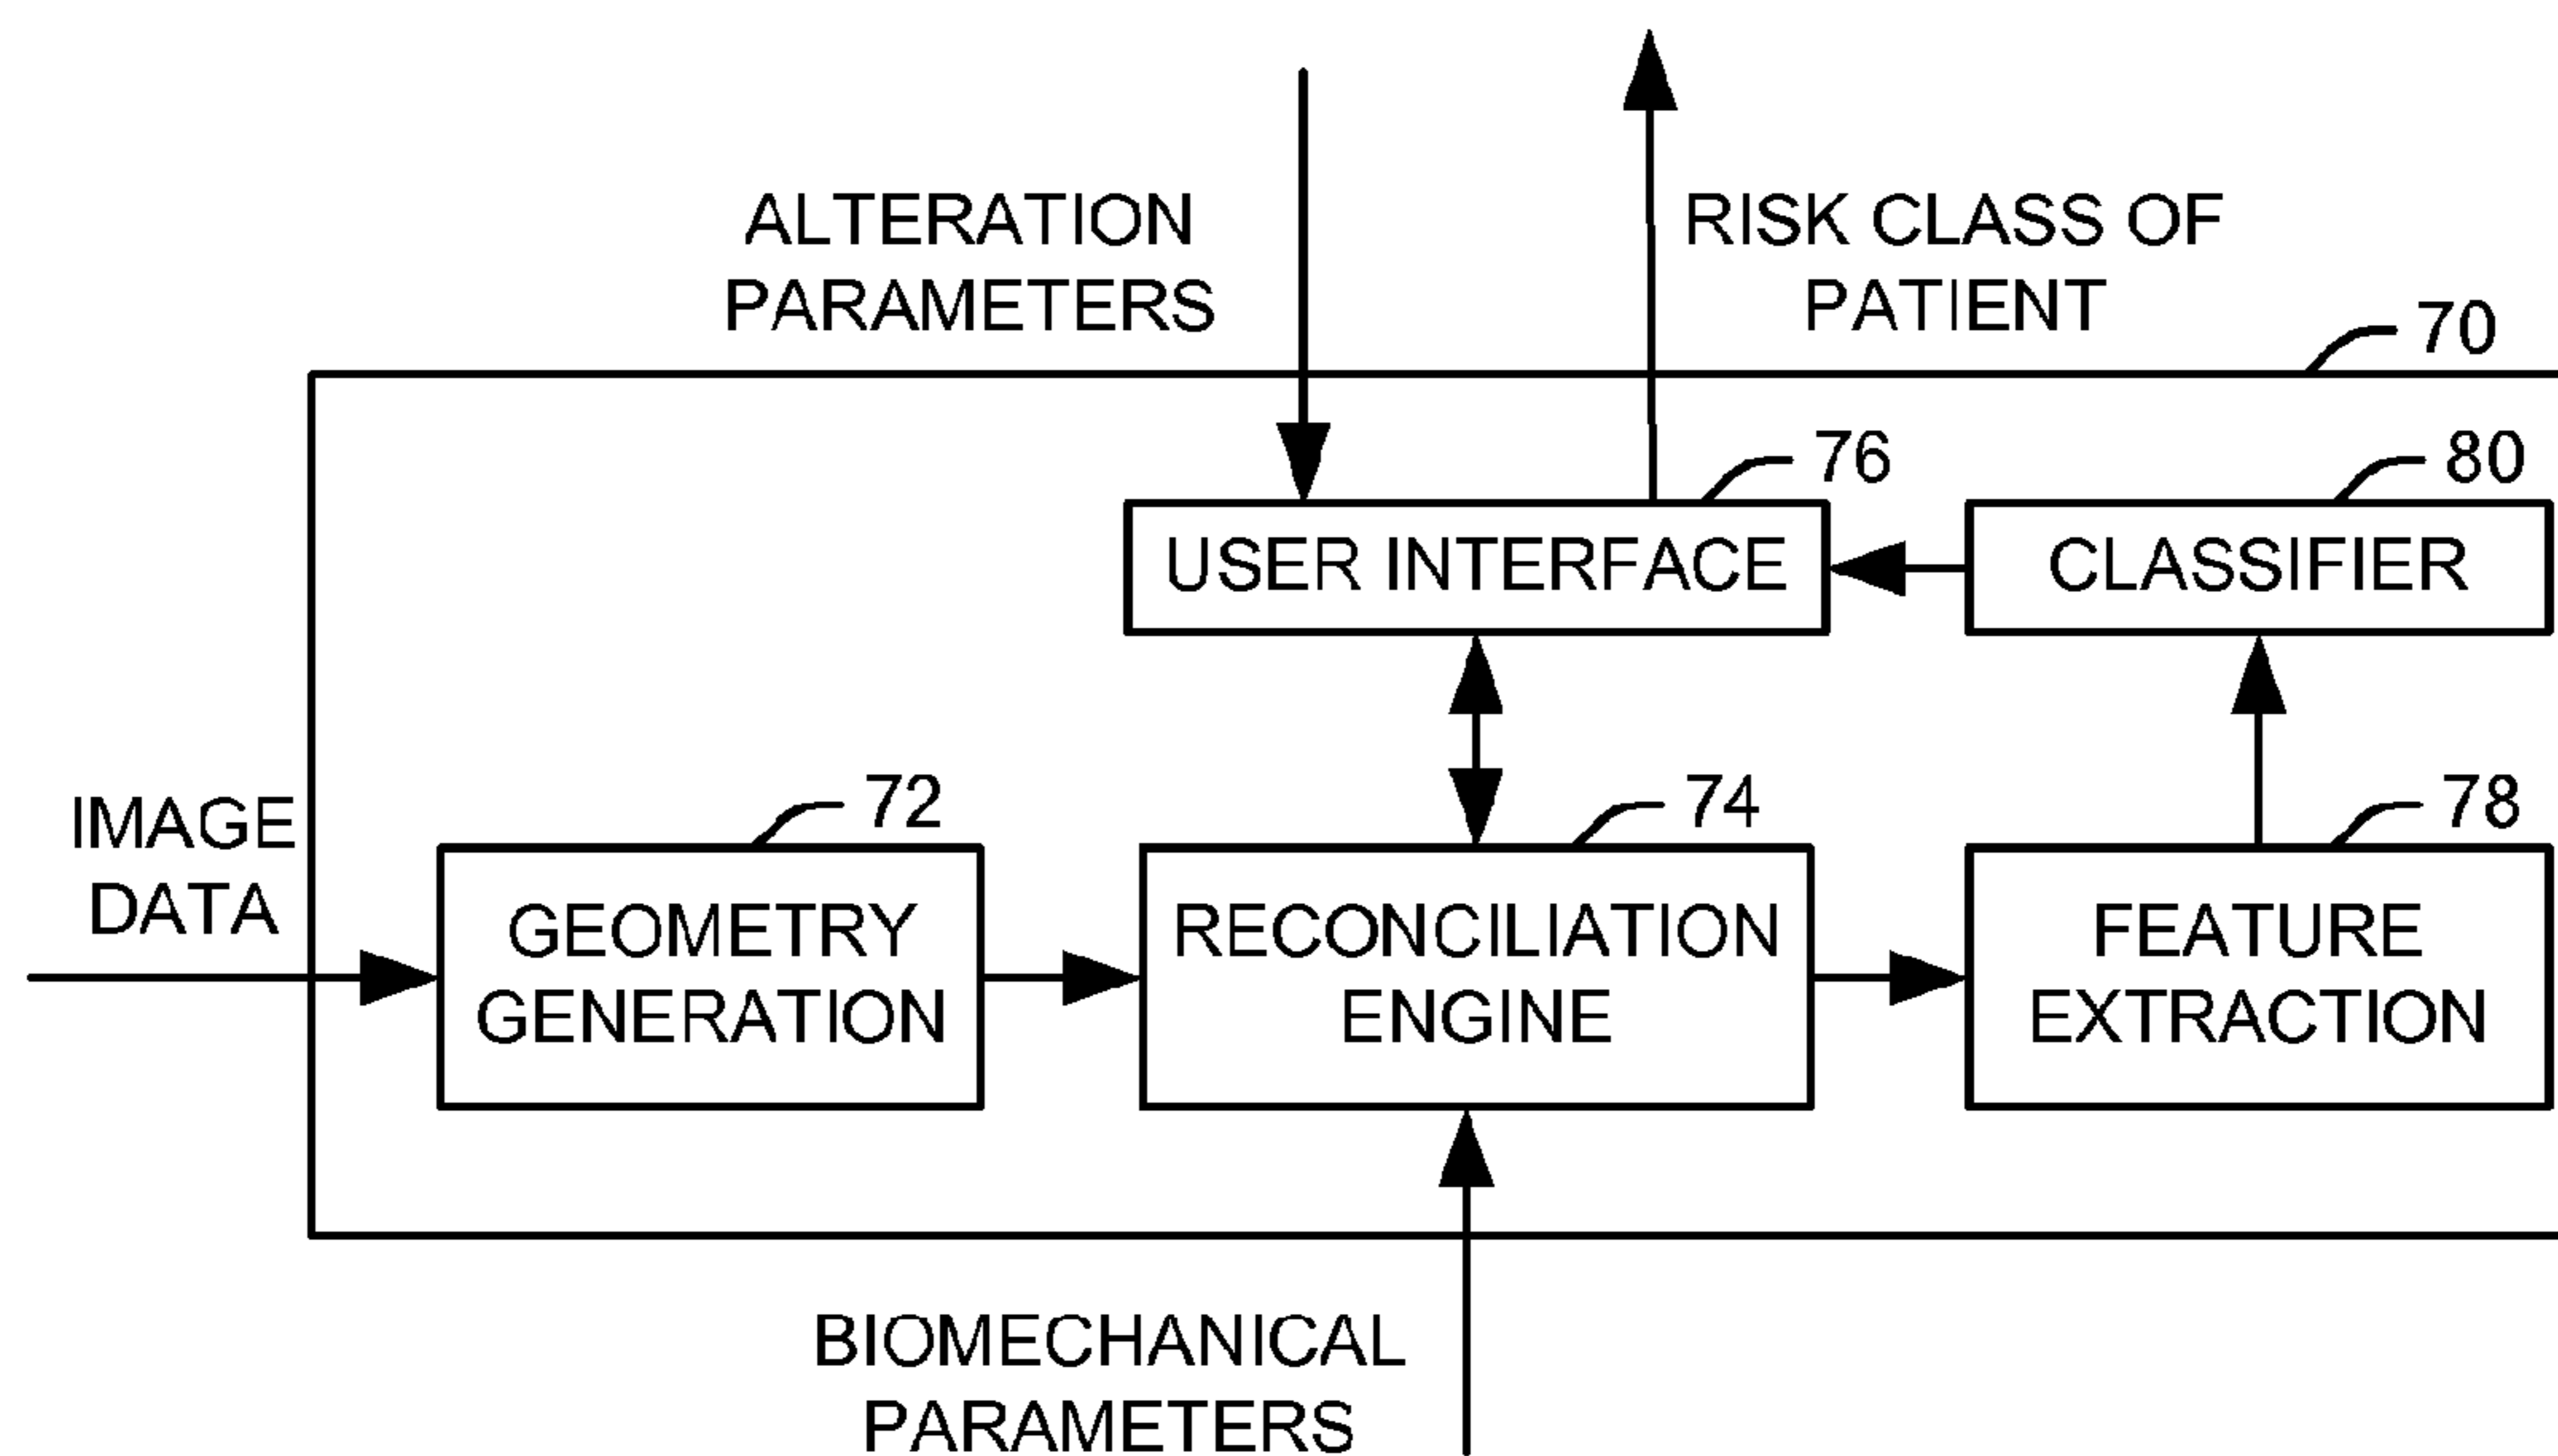 ALTERATION
PARAMETERS
RISK CLASS OF
PATIENT
70
76
80
USER INTERFACE
CLASSIFIER
IMAGE
DATA
72
74
78
GEOMETRY
GENERATION
RECONCILIATION
ENGINE
FEATURE
EXTRACTION
BIOMECHANICAL
PARAMETERS